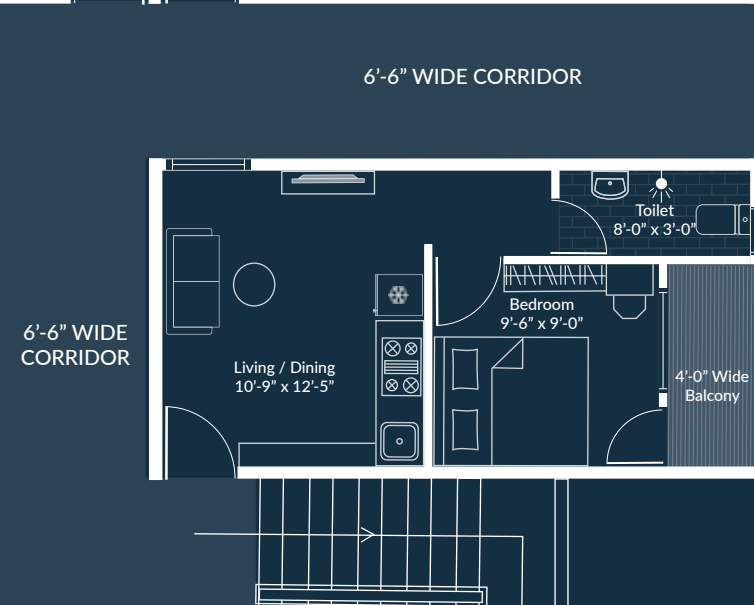 6’-6” WIDE CORRIDOR
Toilet
8’-0” x 3’-0”
Bedroom
9’-6” x 9’-0”
6’-6” WIDE
CORRIDOR
Living / Dining
10’-9” x 12’-5”
4’-0” Wide
Balcony